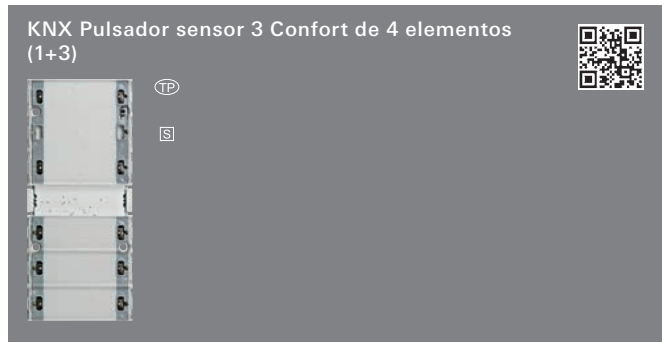 KNX Pulsador sensor 3 Confort de 4 elementos
(1+3)
TP
S